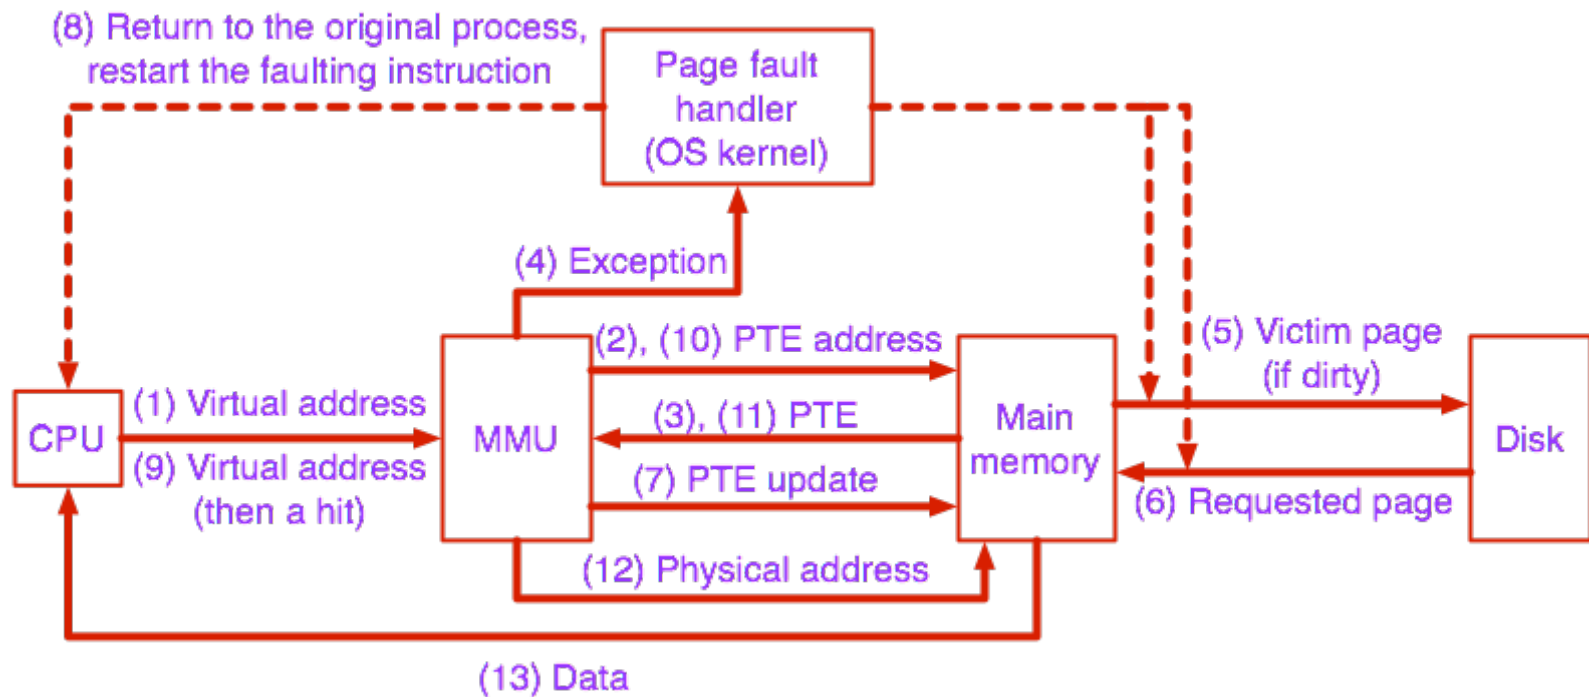 (8) Return to the original process,
restart the faulting instruction
Page fault
handler
(OS kernel)
(4) Exception
(2), (10) PTE address
(5) Victim page
(if dirty)
(1) Virtual address
(3), (11) PTE
CPU
MMU
Main
memory
Disk
(9) Virtual address
(then a hit)
(7) PTE update
(6) Requested page
(12) Physical address
(13) Data